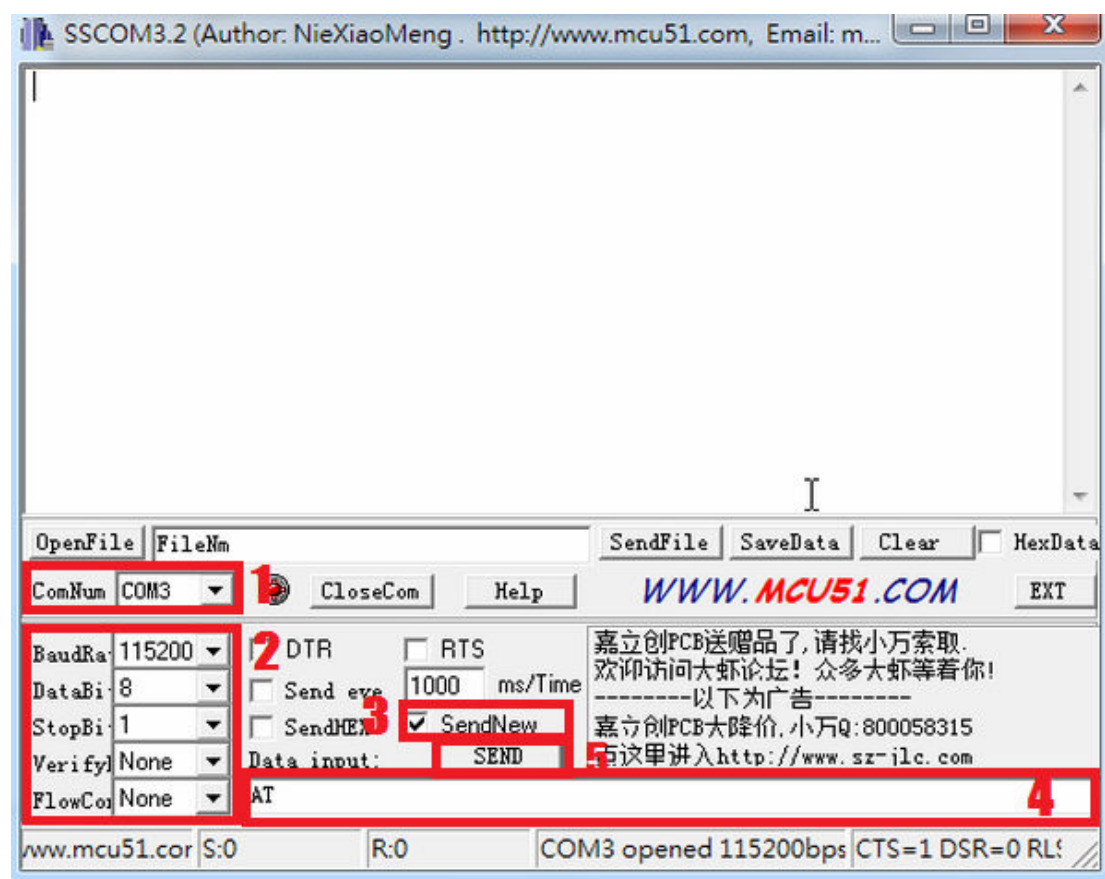 SSCOM3.2 (Author: NieXiaoMeng . http://www.mcu51.com, Email: m...
OpenFile FileNm SendFile SaveData Clear HexData
ComNum COM3 1 CloseCom Help WWW.MCU51.COM EXT
BaudRa 115200 2 DTR RTS
DataBi 8 Send eve 1000 ms/Time
StopBi 1 SendHEX 3 SendNew
Verify None Data input: SEND 5
FlowCo None AT 4
嘉立创PCB送赠品了,请找小万索取.
欢迎访问大虾论坛! 众多大虾等着你!
--------以下为广告--------
嘉立创PCB大降价.小万Q:800058315
点这里进入http://www.sz-jlc.com
www.mcu51.cor S:0 R:0 COM3 opened 115200bps CTS=1 DSR=0 RLS